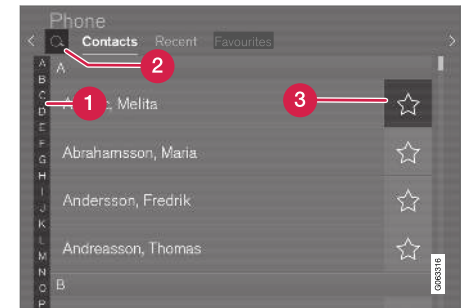 Phone
< Contacts Recent Favourites >
2
A
A
B
C
D
E
F
G
H
I
J
K
L
M
N
O
P
1
Melita
3
Abrahamsson, Maria
Andersson, Fredrik
Andreasson, Thomas
B
G063316